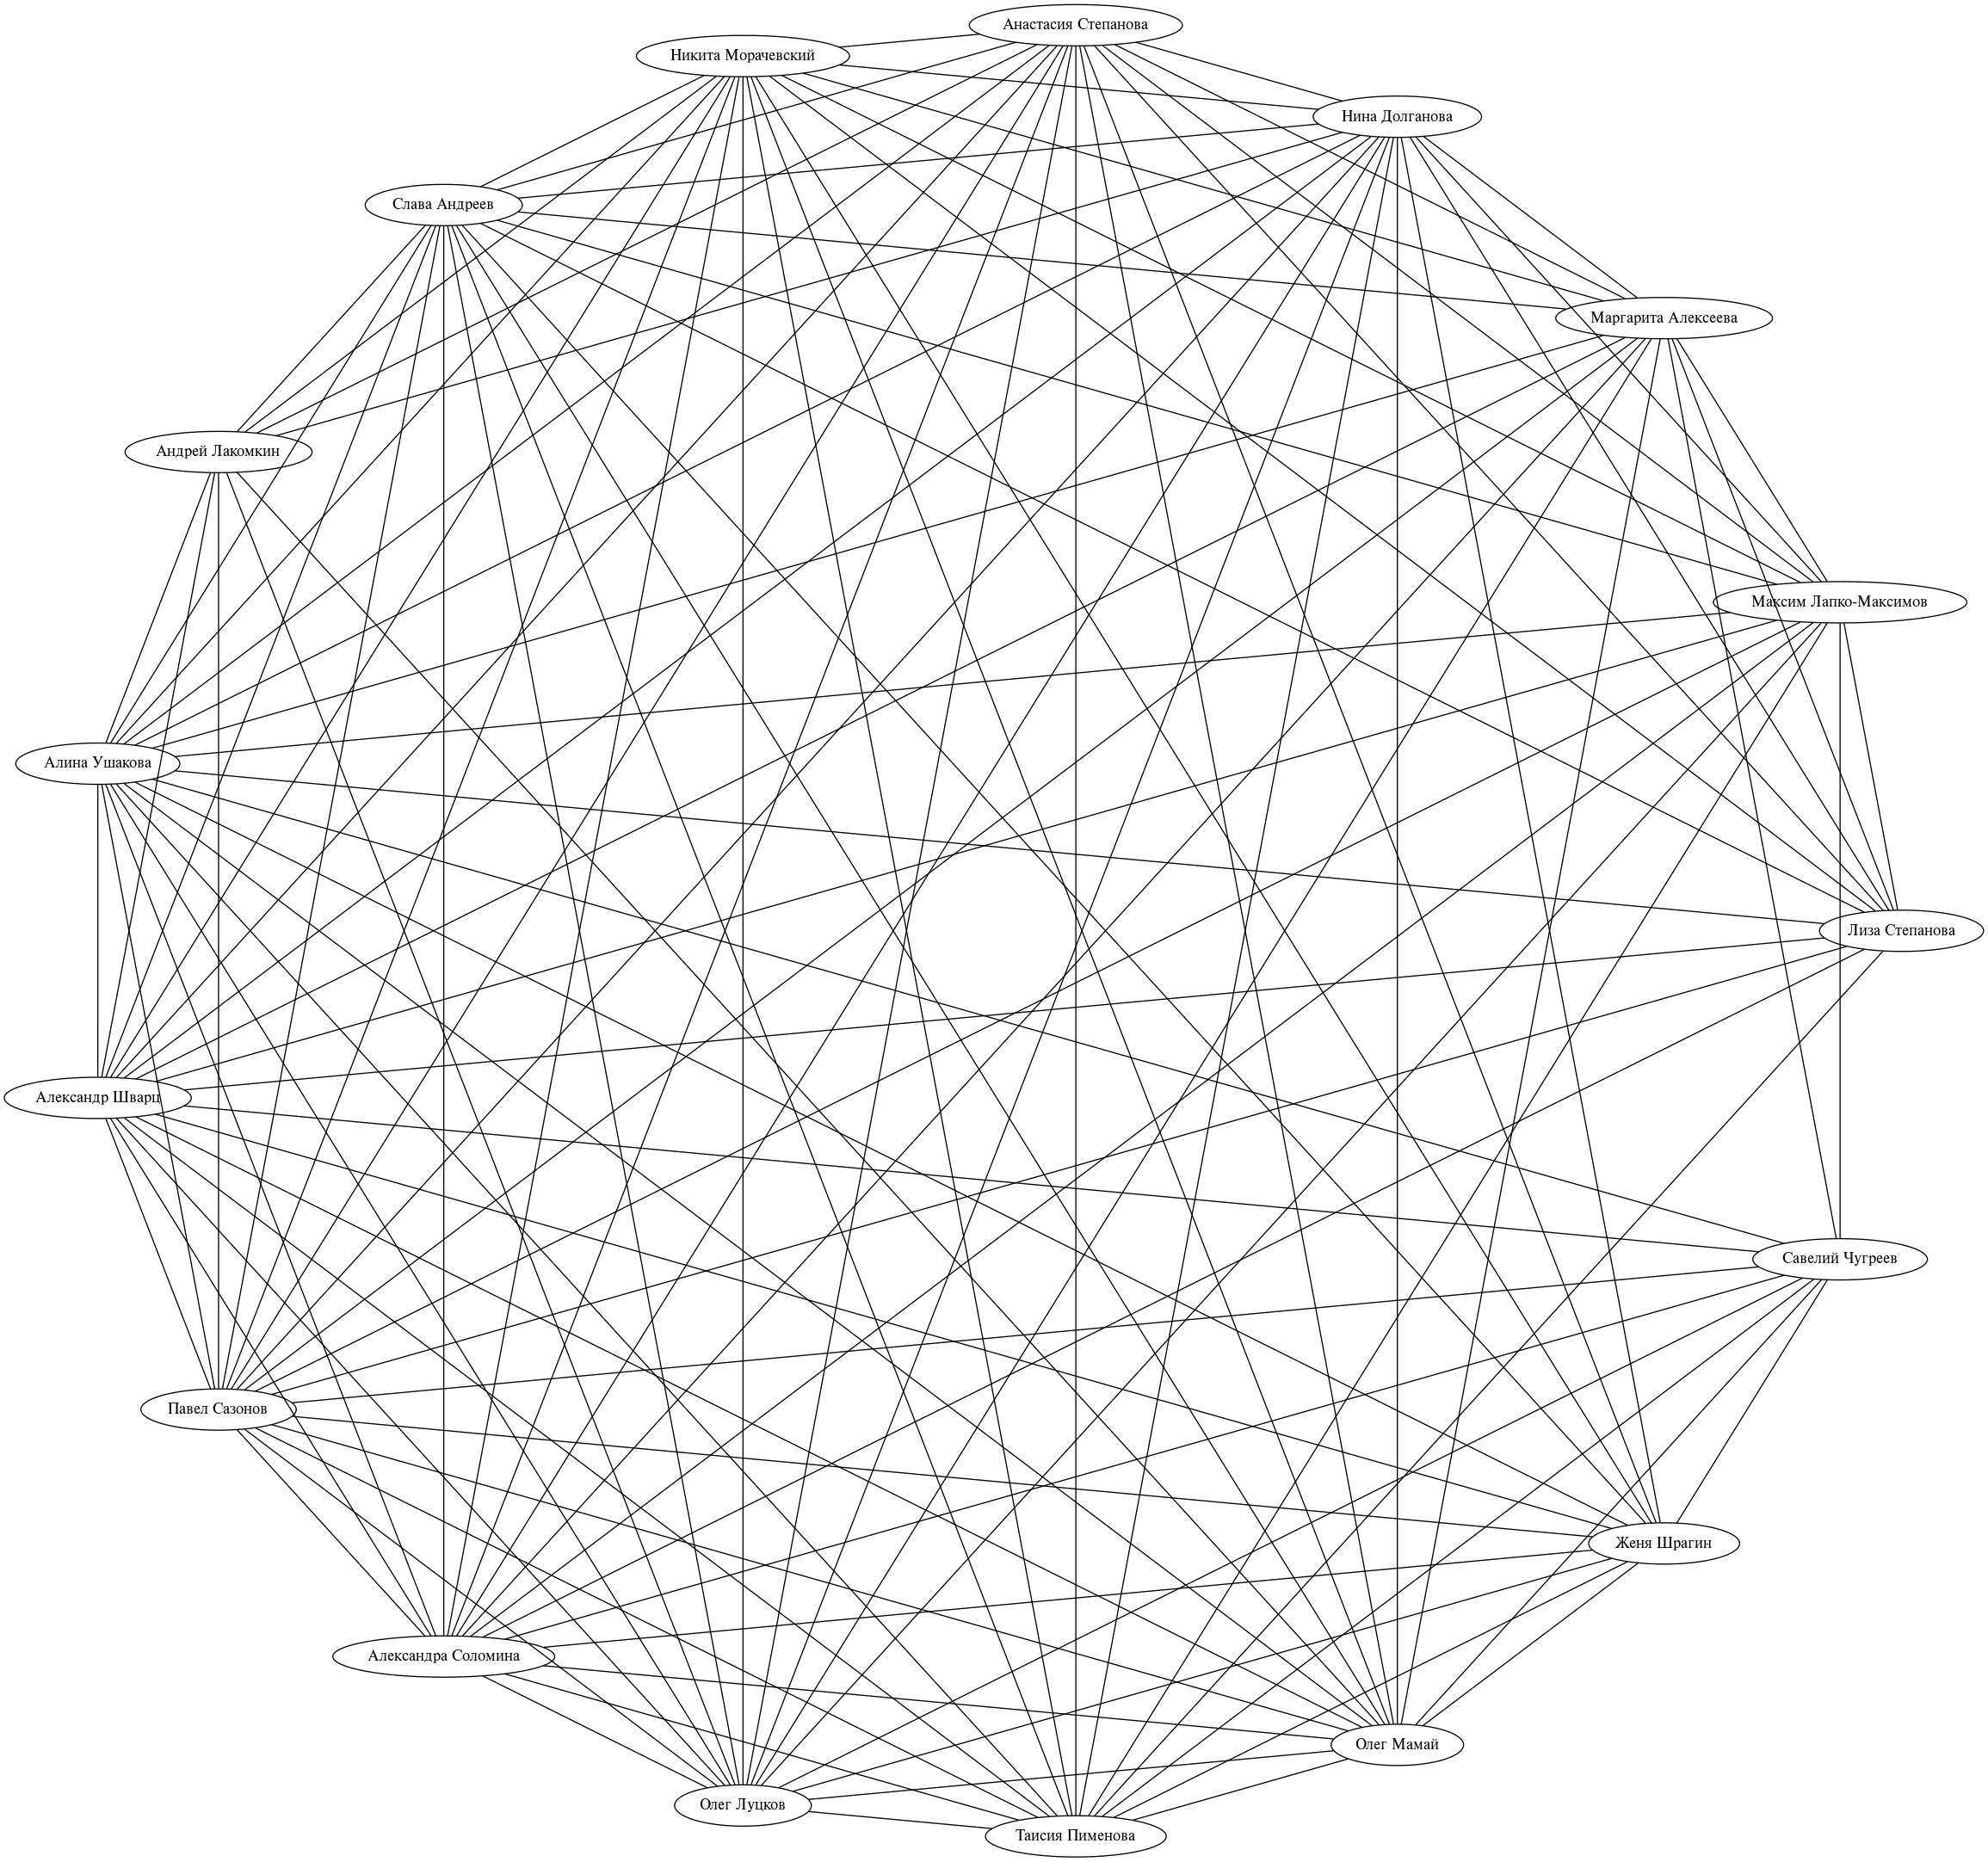 Анастасия Степанова
Никита Морачевский
Нина Долганова
Слава Андреев
Маргарита Алексеева
Андрей Лакомкин
Максим Лапко-Максимов
Алина Ушакова
Лиза Степанова
Александр Шварц
Савелий Чугреев
Павел Сазонов
Женя Шрагин
Александра Соломина
Олег Мамай
Олег Луцков
Таисия Пименова